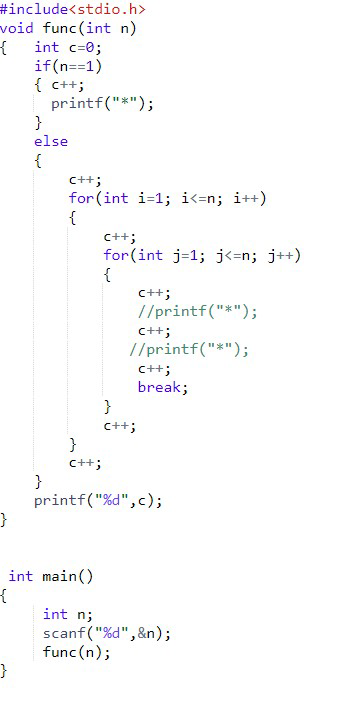 #include<stdio.h>
void func(int n)
{   int c=0;
    if(n==1)
    { c++;
      printf("*");
    }
    else
    {
        c++;
        for(int i=1; i<=n; i++)
        {
            c++;
            for(int j=1; j<=n; j++)
            {
                c++;
                //printf("*");
                c++;
               //printf("*");
                c++;
                break;
            }
            c++;
        }
        c++;
    }
    printf("%d",c);
}
 int main()
{
     int n;
     scanf("%d",&n);
     func(n);
}